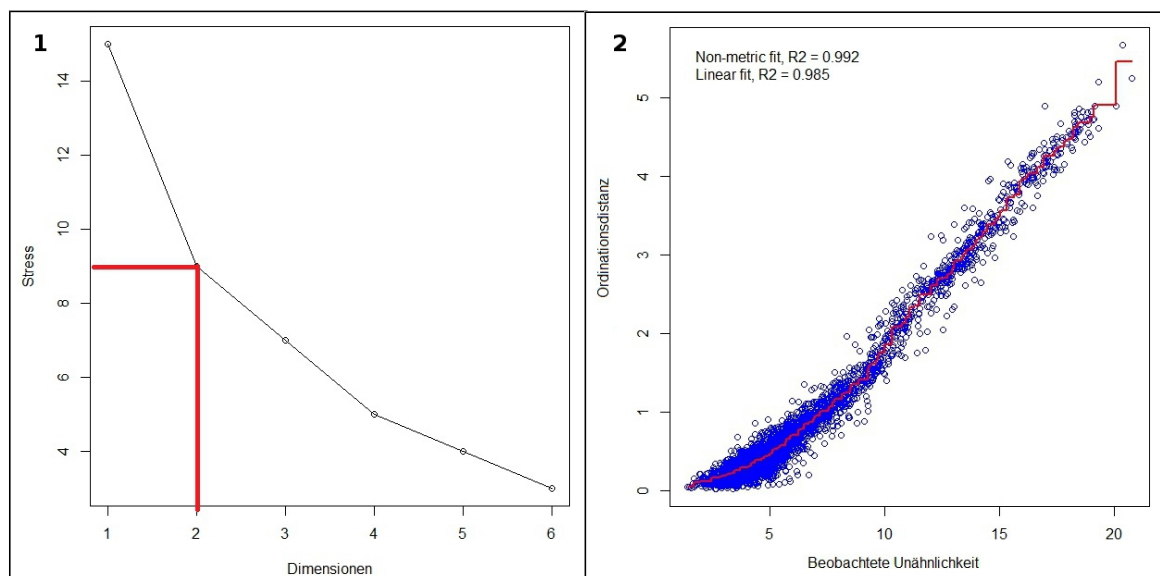 1
14
12
10
8
6
4
Stress
1 2 3 4 5 6
Dimensionen
2
Non-metric fit, R2 = 0.992
Linear fit, R2 = 0.985
5
4
3
2
1
0
Ordinationsdistanz
5 10 15 20
Beobachtete Unähnlichkeit